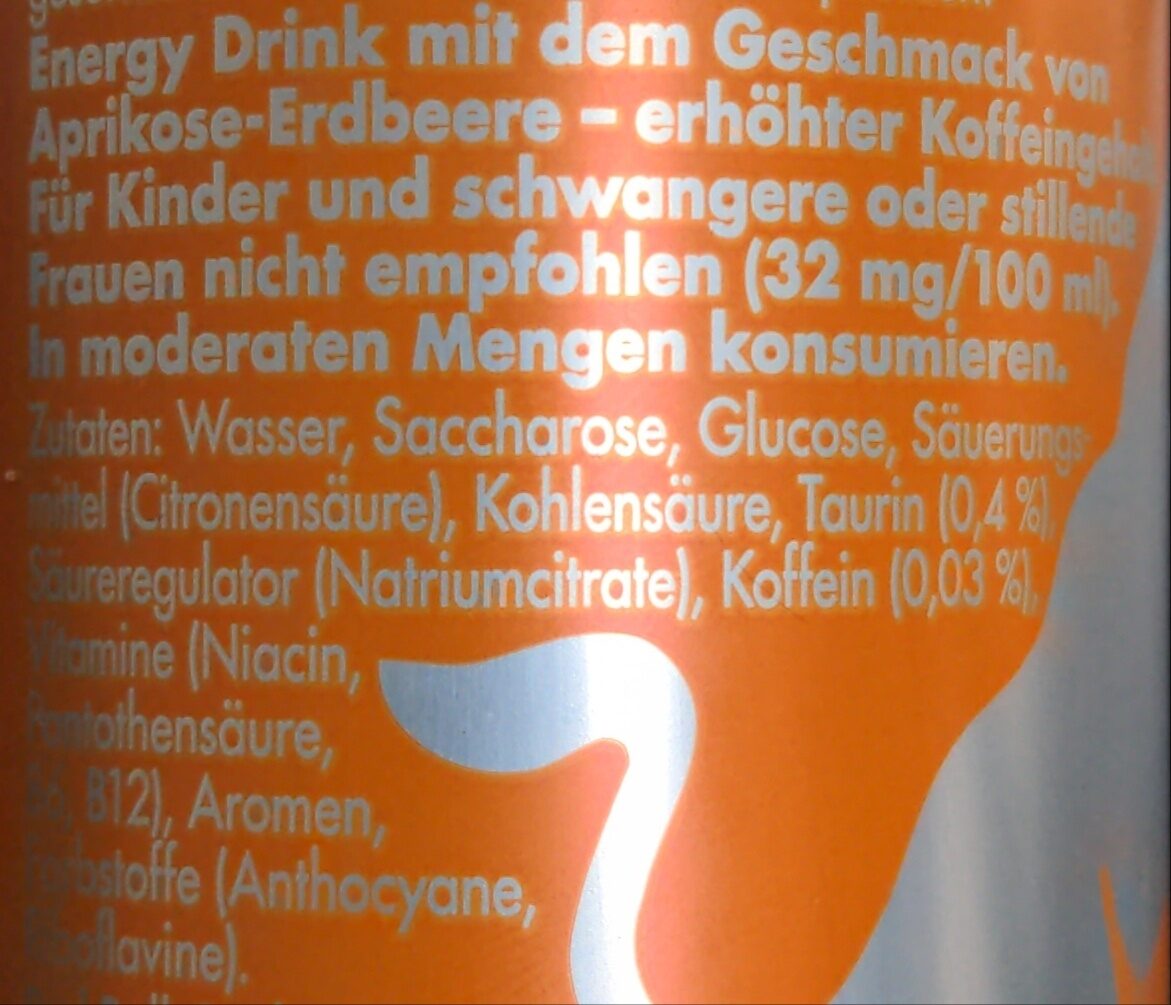 Energy Drink mit dem Geschmack von
Aprikose-Erdbeere – erhöhter Koffeingehalt.
Für Kinder und schwangere oder stillende
Frauen nicht empfohlen (32 mg/100 ml).
In moderaten Mengen konsumieren.
Zutaten: Wasser, Saccharose, Glucose, Säuerungs-
mittel (Citronensäure), Kohlensäure, Taurin (0,4 %),
Säureregulator (Natriumcitrate), Koffein (0,03 %),
Vitamine (Niacin,
Pantothensäure,
B6, B12), Aromen,
Farbstoffe (Anthocyane,
Riboflavine).